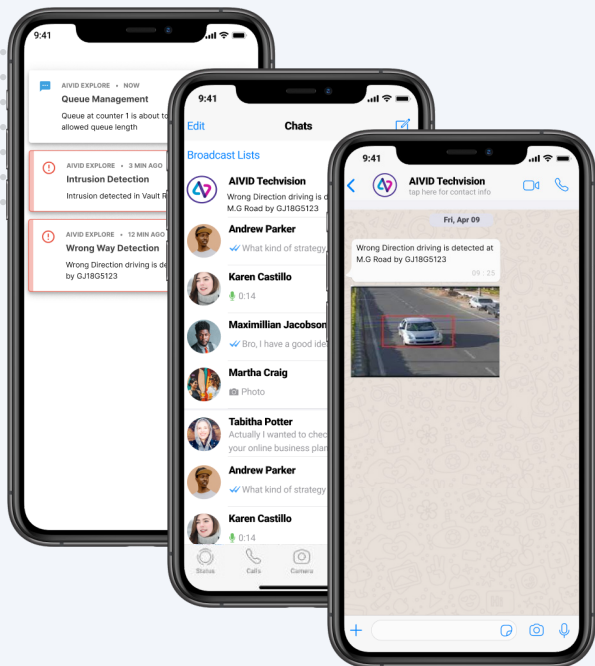 9:41
AIVID EXPLORE • NOW
Queue Management
Queue at counter 1 is about to
allowed queue length
AIVID EXPLORE • 3 MIN AGO
Intrusion Detection
Intrusion detected in Vault R
AIVID EXPLORE • 12 MIN AGO
Wrong Way Detection
Wrong Direction driving is de
by GJ18G5123
9:41
Edit
Chats
Broadcast Lists
AIVID Techvision
Wrong Direction driving is d
M.G Road by GJ18G5123
Andrew Parker
What kind of strategy
Karen Castillo
0:14
Maximillian Jacobson
Bro, I have a good ide
Martha Craig
Photo
Tabitha Potter
Actually I wanted to chec
your online business plan
Andrew Parker
What kind of strategy
Karen Castillo
0:14
Status
Calls
Camera
9:41
AIVID Techvision
tap here for contact info
Fri, Apr 09
Wrong Direction driving is detected at
M.G Road by GJ18G5123
09 : 25